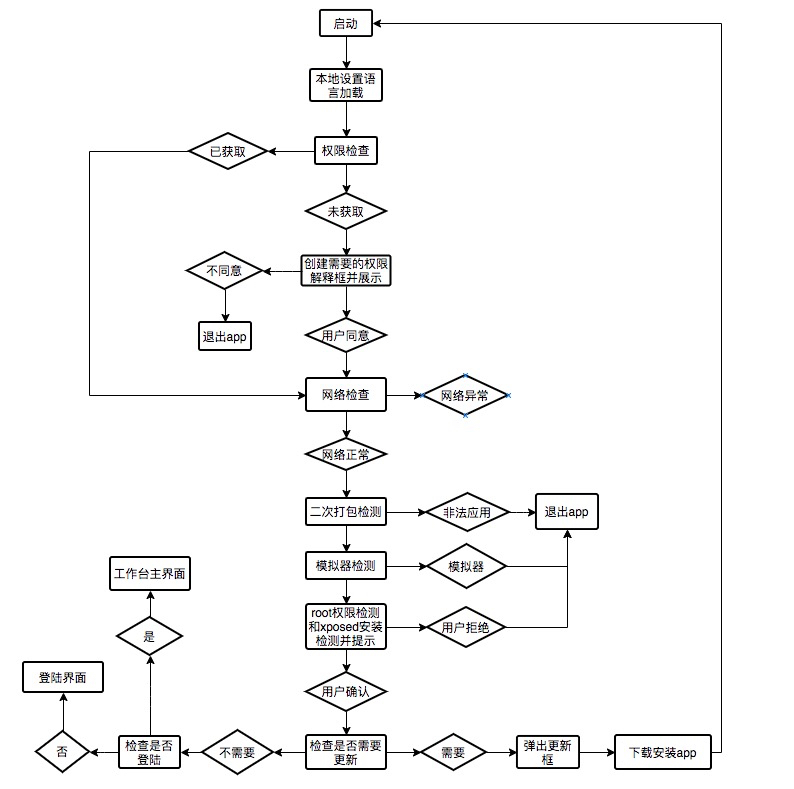 启动
本地设置语
言加载
已获取
权限检查
未获取
不同意
创建需要的权限
解释框并展示
退出app
用户同意
网络检查
网络异常
网络正常
二次打包检测
非法应用
退出app
工作台主界面
模拟器检测
模拟器
是
root权限检测
和xposed安装
检测并提示
用户拒绝
登陆界面
用户确认
否
检查是否
登陆
不需要
检查是否需要
更新
需要
弹出更新
框
下载安装app